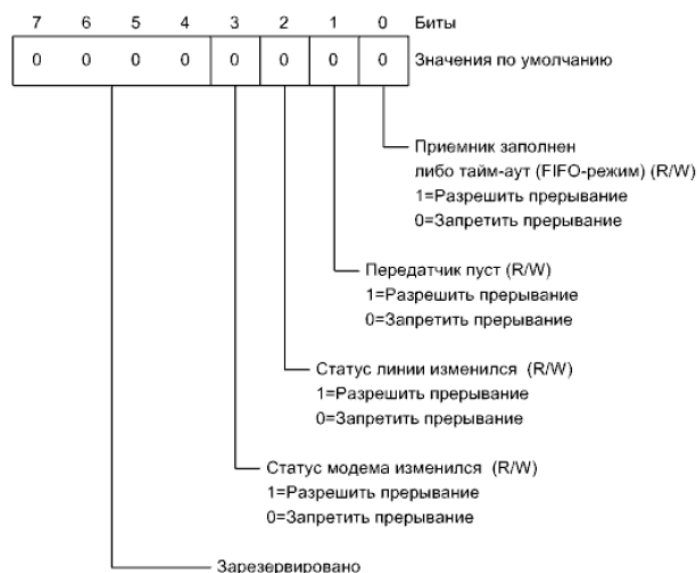 7 6 5 4 3 2 1 0 Биты
0 0 0 0 0 0 0 0 Значения по умолчанию
Приемник заполнен
либо тайм-аут (FIFO-режим) (R/W)
1=Разрешить прерывание
0=Запретить прерывание
Передатчик пуст (R/W)
1=Разрешить прерывание
0=Запретить прерывание
Статус линии изменился (R/W)
1=Разрешить прерывание
0=Запретить прерывание
Статус модема изменился (R/W)
1=Разрешить прерывание
0=Запретить прерывание
Зарезервировано